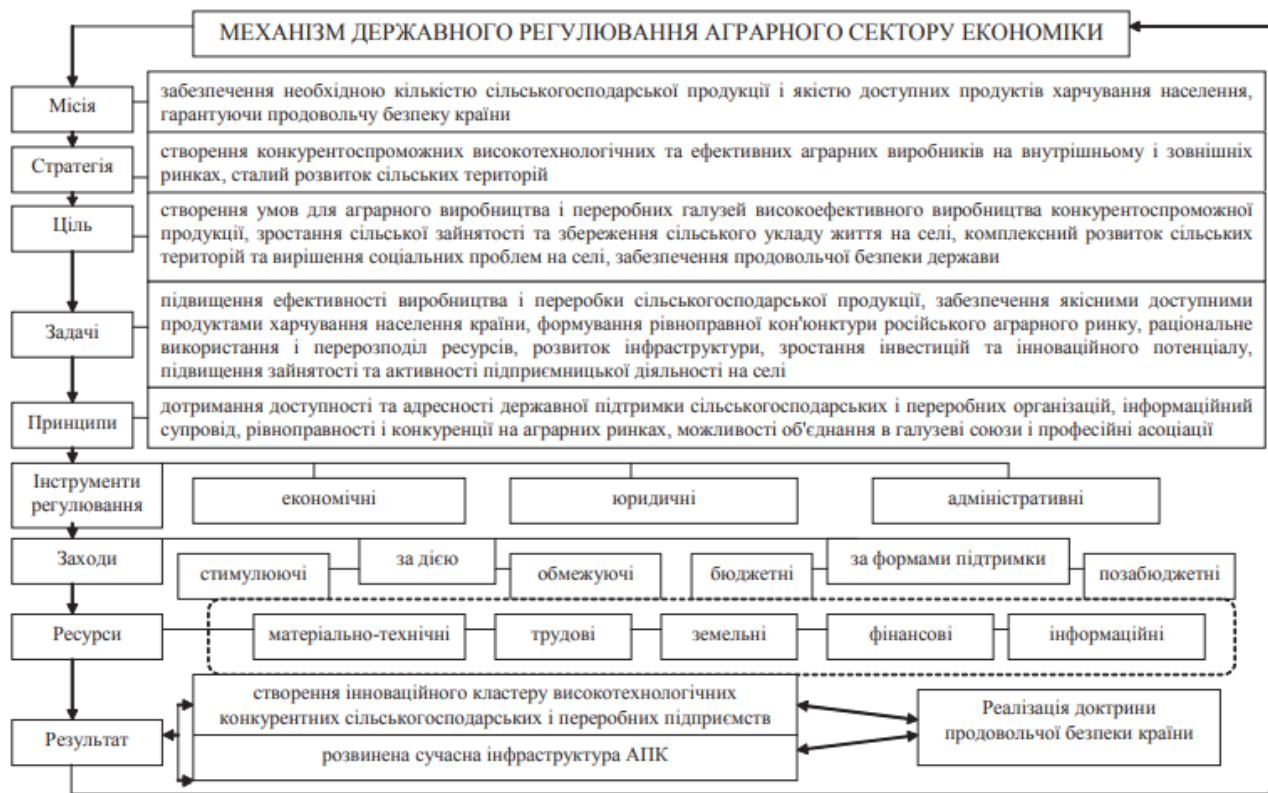 МЕХАНІЗМ ДЕРЖАВНОГО РЕГУЛЮВАННЯ АГРАРНОГО СЕКТОРУ ЕКОНОМІКИ
Місія
забезпечення необхідною кількістю сільськогосподарської продукції і якістю доступних продуктів харчування населення,
гарантуючи продовольчу безпеку країни
Стратегія
створення конкурентоспроможних високотехнологічних та ефективних аграрних виробників на внутрішньому і зовнішніх
ринках, сталий розвиток сільських територій
Ціль
створення умов для аграрного виробництва і переробних галузей високоефективного виробництва конкурентоспроможної
продукції, зростання сільської зайнятості та збереження сільського укладу життя на селі, комплексний розвиток сільських
територій та вирішення соціальних проблем на селі, забезпечення продовольчої безпеки держави
Задачі
підвищення ефективності виробництва і переробки сільськогосподарської продукції, забезпечення якісними доступними
продуктами харчування населення країни, формування рівноправної кон'юнктури російського аграрного ринку, раціональне
використання і перерозподіл ресурсів, розвиток інфраструктури, зростання інвестицій та інноваційного потенціалу,
підвищення зайнятості та активності підприємницької діяльності на селі
Принципи
дотримання доступності та адресності державної підтримки сільськогосподарських і переробних організацій, інформаційний
супровід, рівноправності і конкуренції на аграрних ринках, можливості об'єднання в галузеві союзи і професійні асоціації
Інструменти
регулювання
економічні
юридичні
адміністративні
Заходи
за дією
за формами підтримки
стимулюючі
обмежуючі
бюджетні
позабюджетні
Ресурси
матеріально-технічні
трудові
земельні
фінансові
інформаційні
Результат
створення інноваційного кластеру високотехнологічних
конкурентних сільськогосподарських і переробних підприємств
розвинена сучасна інфраструктура АПК
Реалізація доктрини
продовольчої безпеки країни